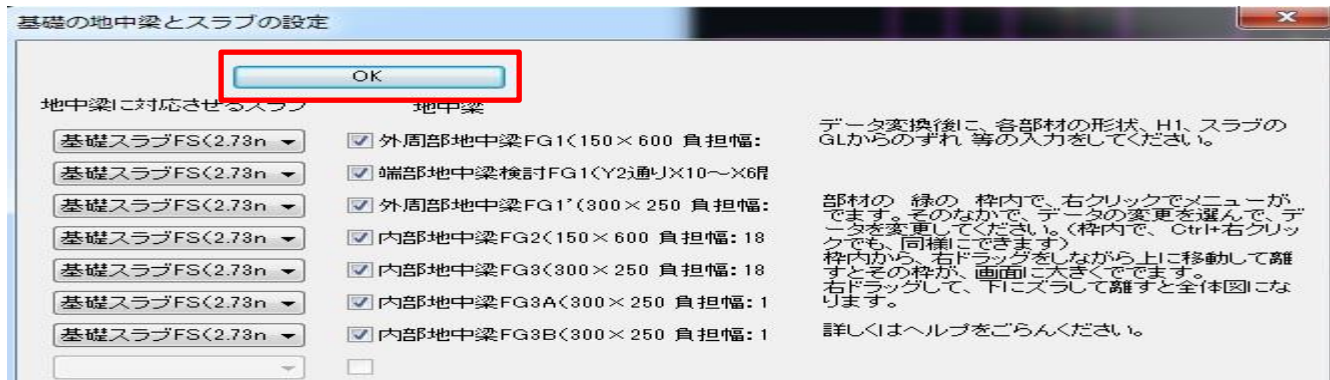 基礎の地中梁とスラブの設定
OK
地中梁に対応させるスラブ
地中梁
基礎スラブFS(2.73n
外周部地中梁FG1(150×600 負担幅:
基礎スラブFS(2.73n
端部地中梁検討FG1(Y2通りX10～X6間
基礎スラブFS(2.73n
外周部地中梁FG1'(300×250 負担幅:
基礎スラブFS(2.73n
内部地中梁FG2(150×600 負担幅:18
基礎スラブFS(2.73n
内部地中梁FG3(300×250 負担幅:18
基礎スラブFS(2.73n
内部地中梁FG3A(300×250 負担幅:1
基礎スラブFS(2.73n
内部地中梁FG3B(300×250 負担幅:1
データ変換後に、各部材の形状、H1、スラブの
GLからのずれ 等の入力をしてください。
部材の 緑の 枠内で、右クリックでメニューが
でます。そのなかで、データの変更を選んで、デ
ータを変更してください。(枠内で、Ctrl+右クリッ
クでも、同様にできます)
枠内から、右ドラッグをしながら上に移動して離
すとその枠が、画面に大きくでてます。
右ドラッグして、下にズラして離すと全体図にな
ります。
詳しくはヘルプをごらんください。